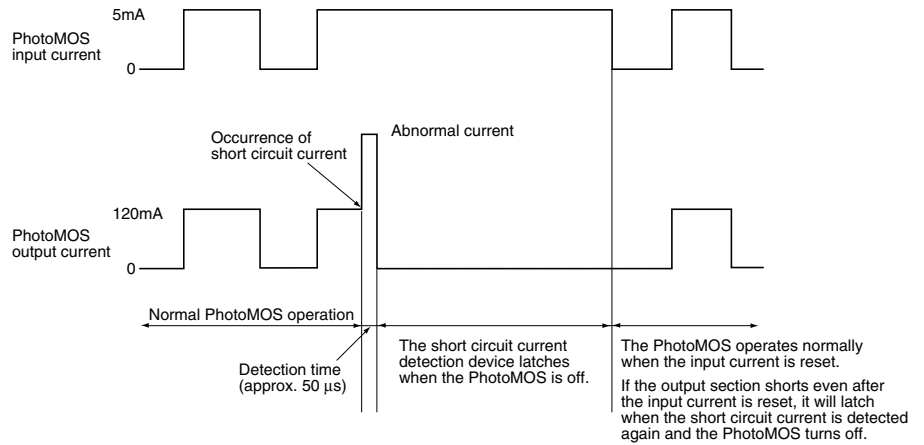 5mA
PhotoMOS
input current
0
Occurrence of
short circuit current
Abnormal current
120mA
PhotoMOS
output current
0
Normal PhotoMOS operation
Detection time
(approx. 50 µs)
The short circuit current
detection device latches
when the PhotoMOS is off.
The PhotoMOS operates normally
when the input current is reset.
If the output section shorts even after
the input current is reset, it will latch
when the short circuit current is detected
again and the PhotoMOS turns off.